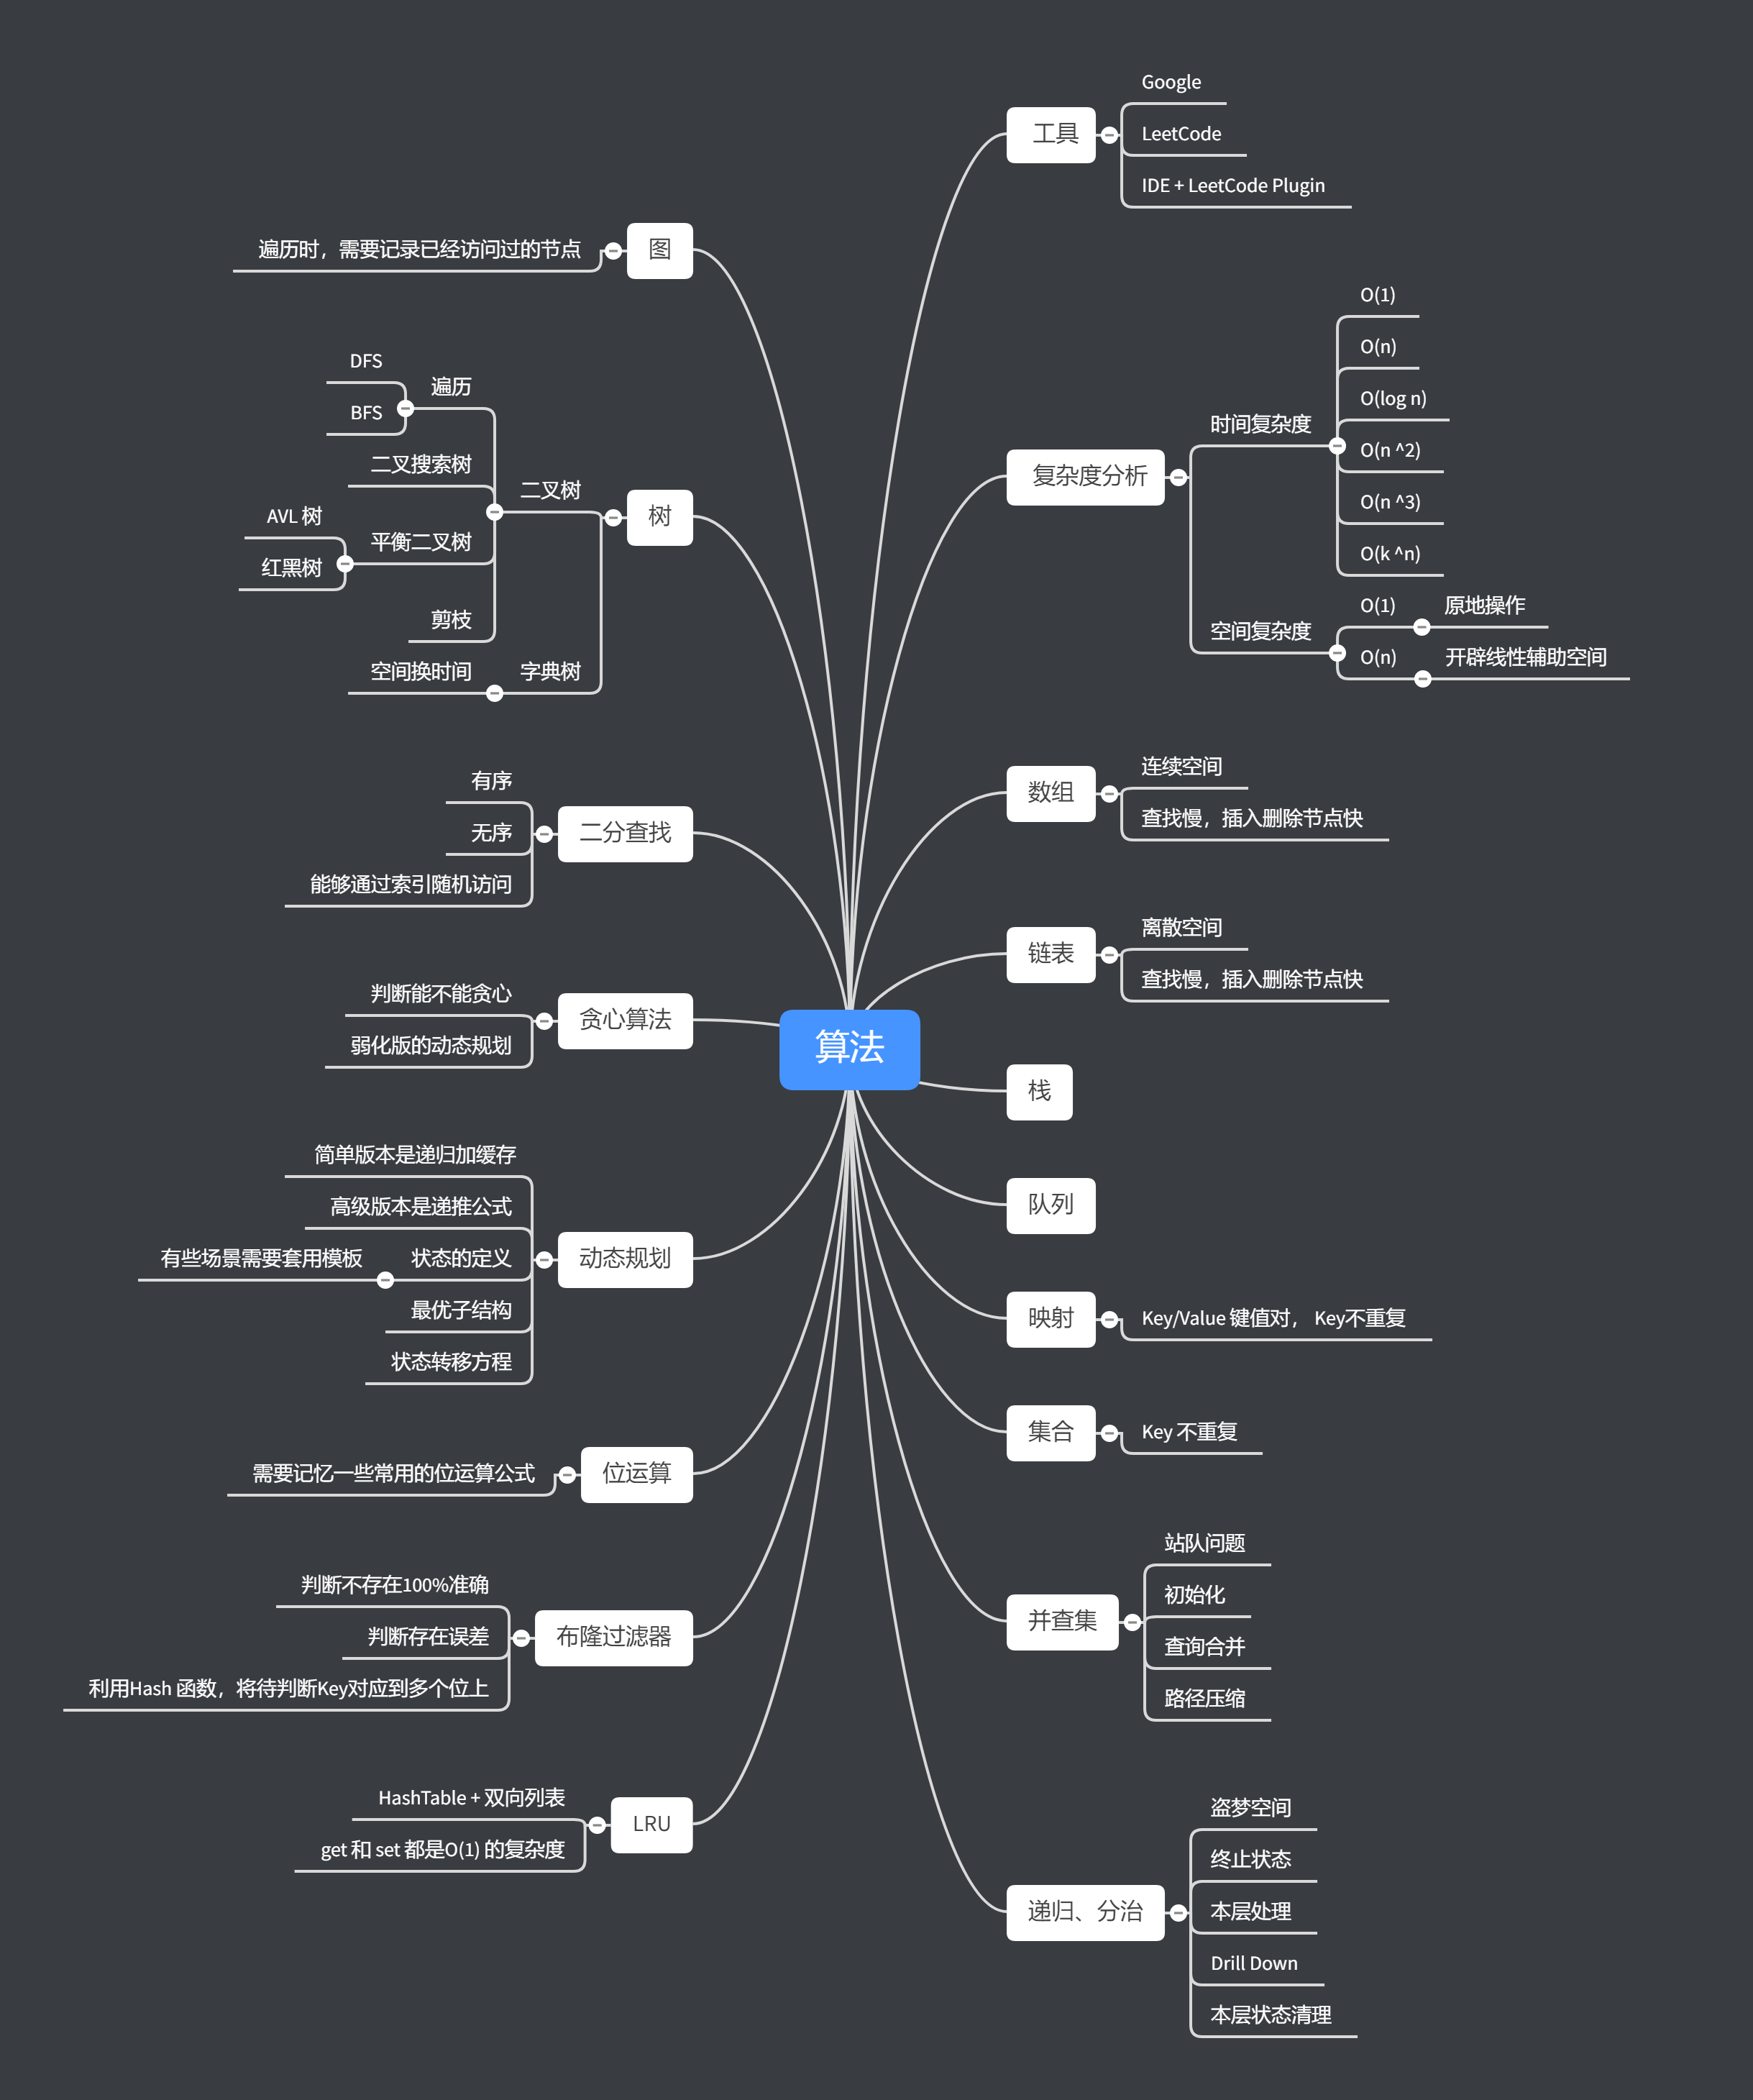 算法
工具
Google
LeetCode
IDE + LeetCode Plugin
复杂度分析
时间复杂度
O(1)
O(n)
O(log n)
O(n ^2)
O(n ^3)
O(k ^n)
空间复杂度
O(1)
原地操作
O(n)
开辟线性辅助空间
数组
连续空间
查找慢，插入删除节点快
链表
离散空间
查找慢，插入删除节点快
栈
队列
映射
Key/Value 键值对， Key不重复
集合
Key 不重复
并查集
站队问题
初始化
查询合并
路径压缩
递归、分治
盗梦空间
终止状态
本层处理
Drill Down
本层状态清理
图
遍历时，需要记录已经访问过的节点
树
二叉树
遍历
DFS
BFS
二叉搜索树
平衡二叉树
AVL 树
红黑树
剪枝
字典树
空间换时间
二分查找
有序
无序
能够通过索引随机访问
贪心算法
判断能不能贪心
弱化版的动态规划
动态规划
简单版本是递归加缓存
高级版本是递推公式
状态的定义
有些场景需要套用模板
最优子结构
状态转移方程
位运算
需要记忆一些常用的位运算公式
布隆过滤器
判断不存在100%准确
判断存在误差
利用Hash 函数，将待判断Key对应到多个位上
LRU
HashTable + 双向列表
get 和 set 都是O(1) 的复杂度